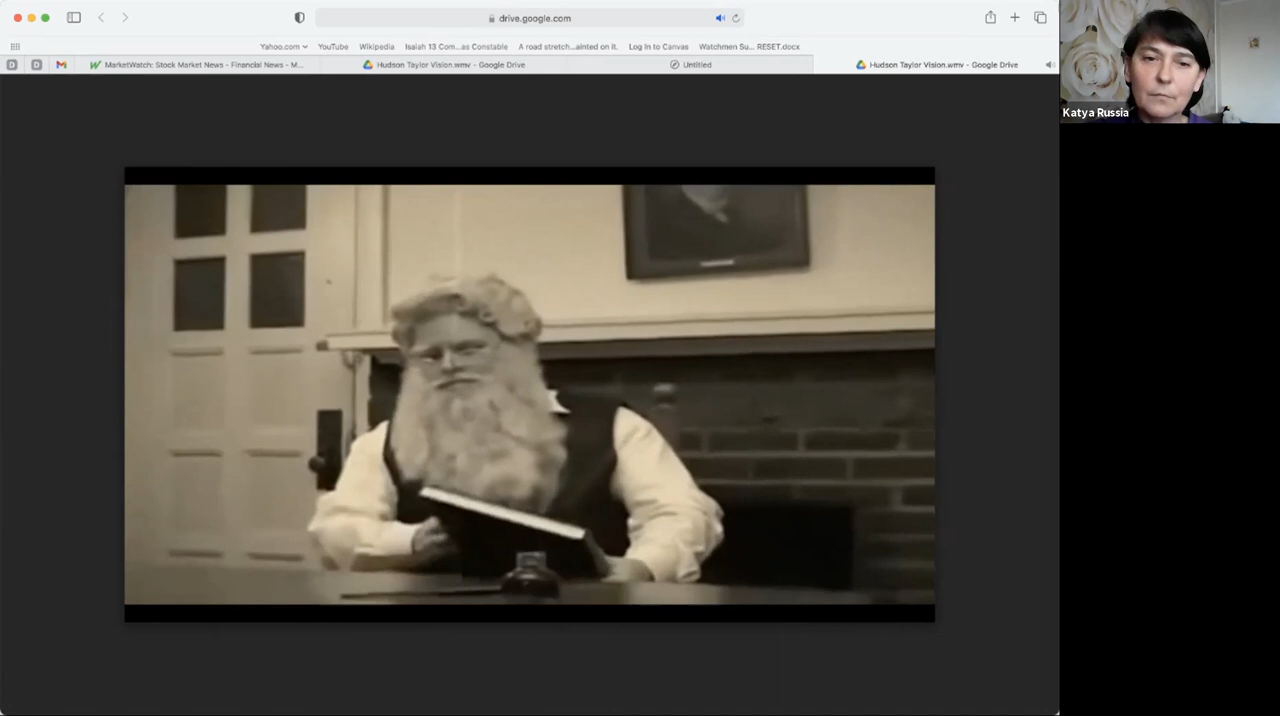 drive.google.com
Yahoo.com YouTube Wikipedia Isaiah 13 Com...as Constable A road stretch...ainted on it. Log In to Canvas Watchmen Su... RESET.docx
D D MarketWatch: Stock Market News - Financial News - M... Hudson Taylor Vision.wmv - Google Drive Untitled Hudson Taylor Vision.wmv - Google Drive
Katya Russia